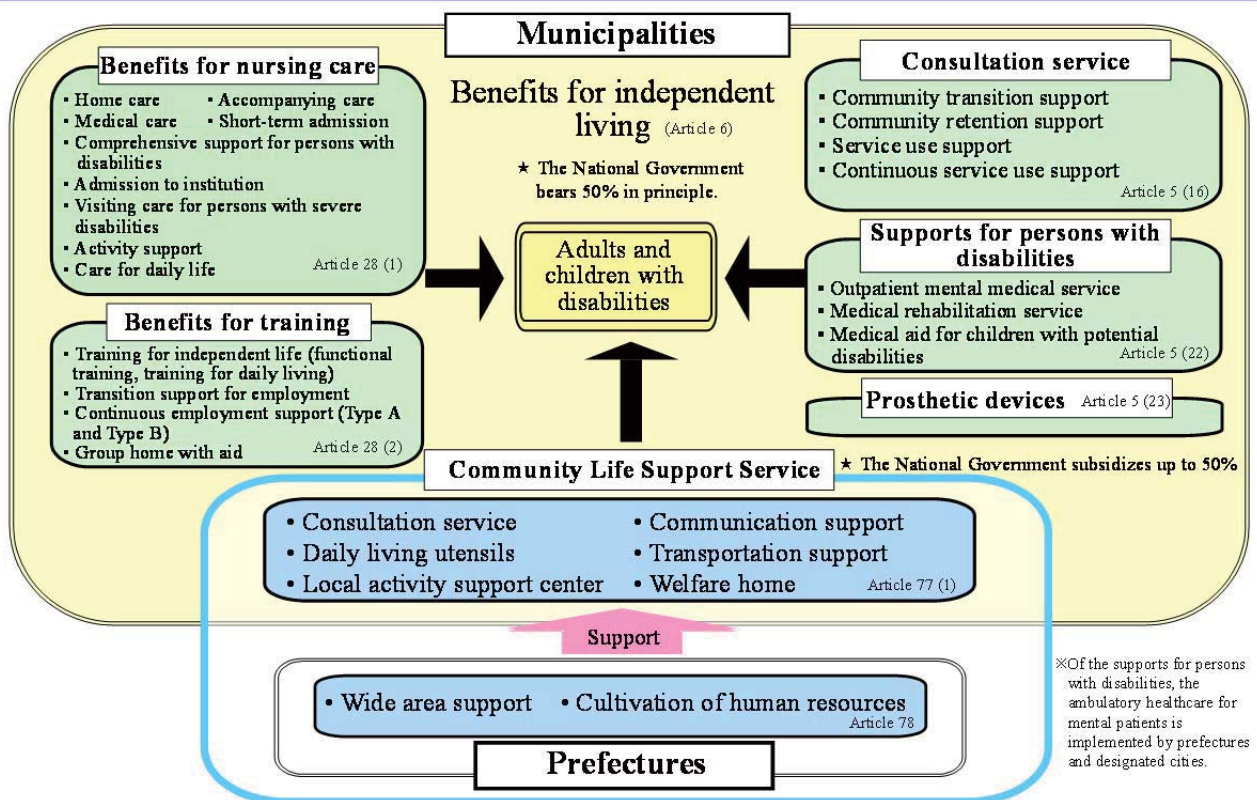 Municipalities
Benefits for nursing care
▪ Home care ▪ Accompanying care
▪ Medical care ▪ Short-term admission
▪ Comprehensive support for persons with
disabilities
▪ Admission to institution
▪ Visiting care for persons with severe
disabilities
▪ Activity support
▪ Care for daily life
Article 28 (1)
Benefits for training
▪ Training for independent life (functional
training, training for daily living)
▪ Transition support for employment
▪ Continuous employment support (Type A
and Type B)
▪ Group home with aid
Article 28 (2)
Benefits for independent
living (Article 6)
★ The National Government
bears 50% in principle.
Adults and
children with
disabilities
Consultation service
▪ Community transition support
▪ Community retention support
▪ Service use support
▪ Continuous service use support
Article 5 (16)
Supports for persons with
disabilities
▪ Outpatient mental medical service
▪ Medical rehabilitation service
▪ Medical aid for children with potential
disabilities
Article 5 (22)
Prosthetic devices Article 5 (23)
Community Life Support Service
★ The National Government subsidizes up to 50%
• Consultation service • Communication support
• Daily living utensils • Transportation support
• Local activity support center • Welfare home
Article 77 (1)
Support
• Wide area support • Cultivation of human resources
Article 78
Prefectures
※Of the supports for persons
with disabilities, the
ambulatory healthcare for
mental patients is
implemented by prefectures
and designated cities.